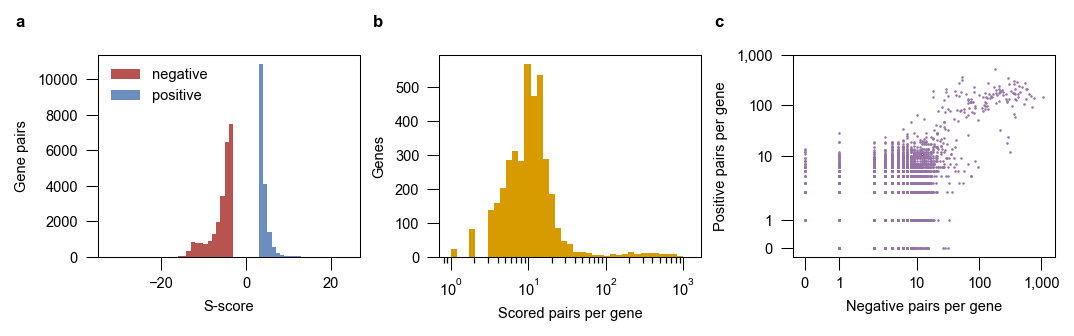 a
b
c
negative
positive
10000
8000
6000
4000
2000
0
Gene pairs
−20
0
20
S-score
500
400
300
200
100
0
Genes
10^0
10^1
10^2
10^3
Scored pairs per gene
1,000
100
10
1
0
Positive pairs per gene
0
1
10
100
1,000
Negative pairs per gene